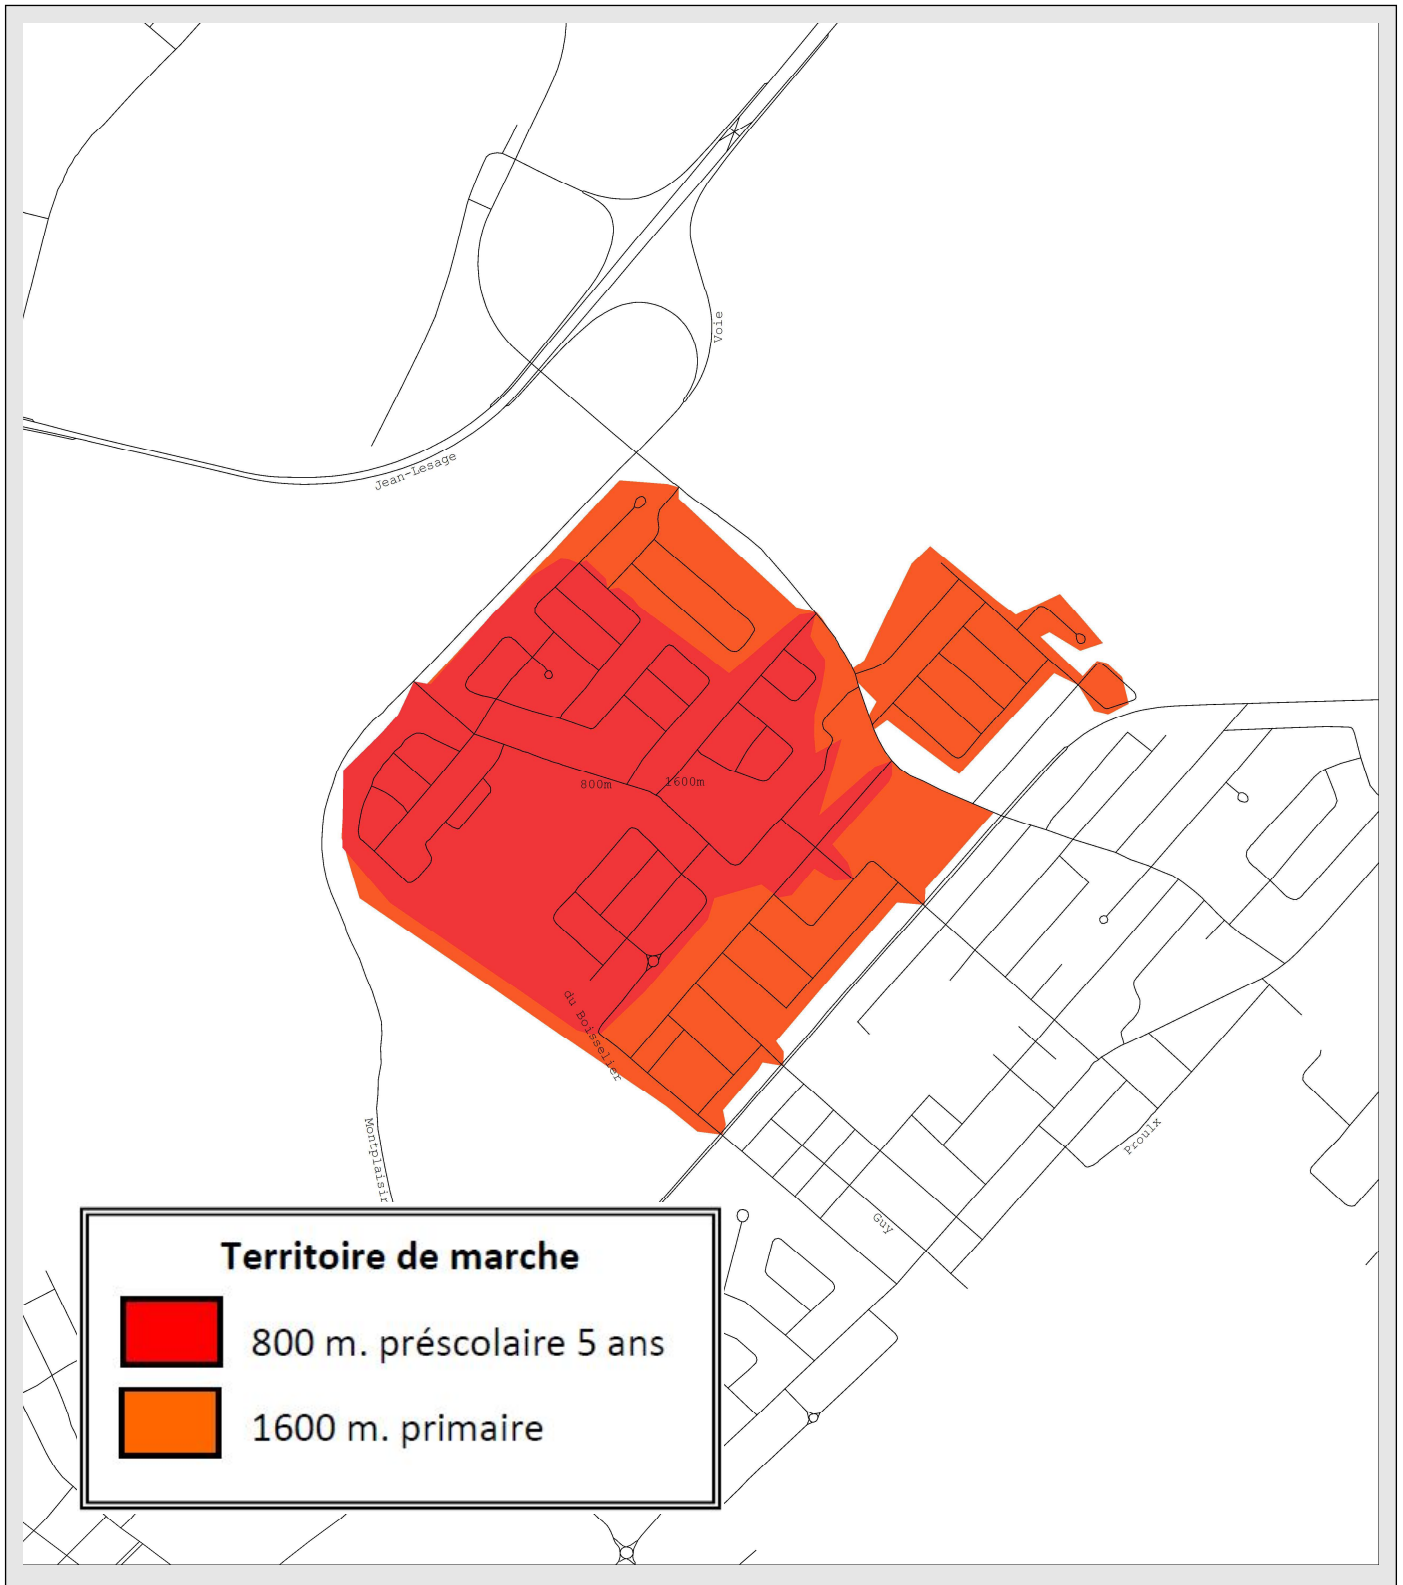 Voie
Jean-Lesage
800m
1600m
du Boisselier
Montplaisir
Proulx
Guy
Territoire de marche
800 m. préscolaire 5 ans
1600 m. primaire